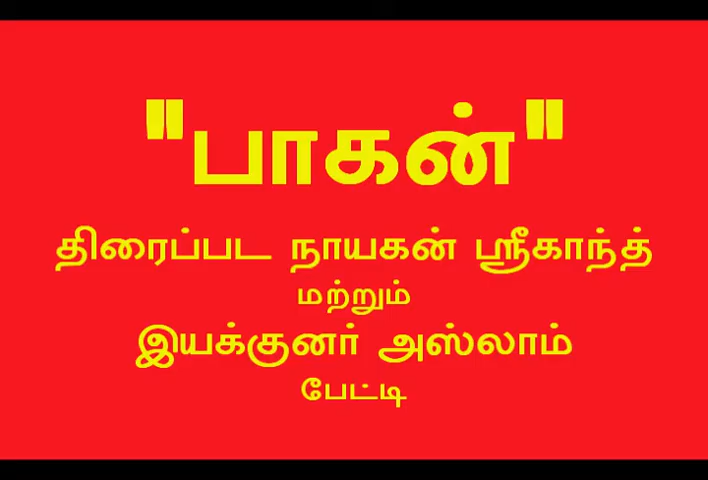 "பாகன்"
திரைப்பட நாயகன் ஸ்ரீகாந்த்
மற்றும்
இயக்குனர் அஸ்லாம்
பேட்டி